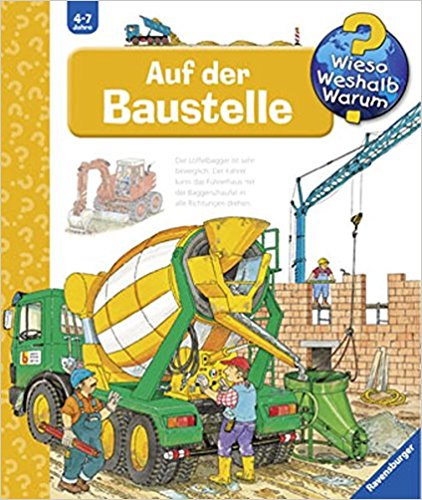 4-7
Jahre
Auf der
Baustelle
Wieso
Weshalb
Warum
?
Der Löffelbagger ist sehr
beweglich. Der Fahrer
kann das Führerhaus mit
der Baggerschaufel in
alle Richtungen drehen.
Ravensburger